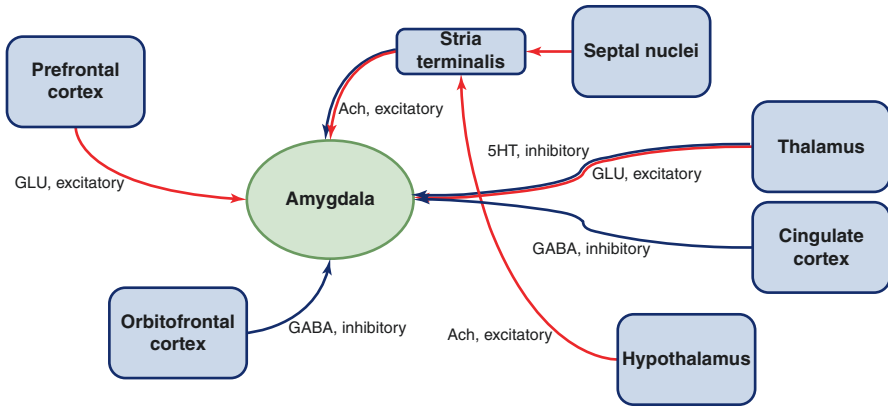 Stria
terminalis
Septal nuclei
Prefrontal
cortex
Ach, excitatory
5HT, inhibitory
Thalamus
GLU, excitatory
GLU, excitatory
Amygdala
Cingulate
cortex
GABA, inhibitory
Orbitofrontal
cortex
GABA, inhibitory
Ach, excitatory
Hypothalamus